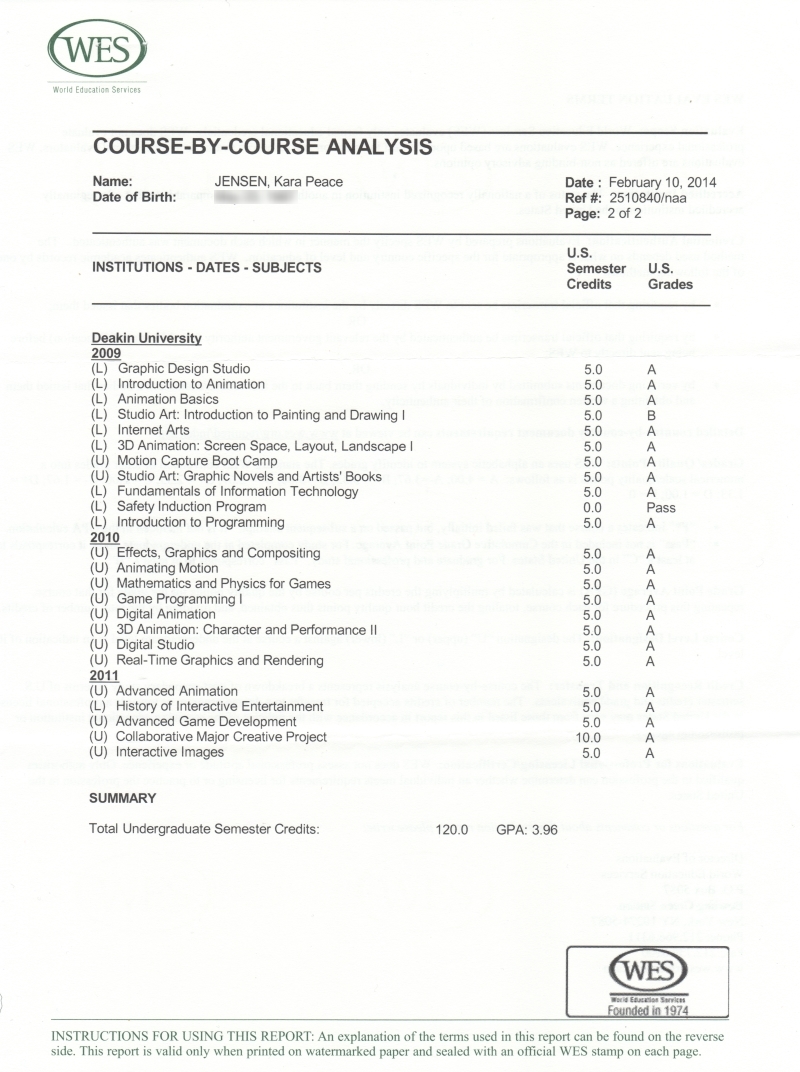 WES
World Education Services
COURSE-BY-COURSE ANALYSIS
Name: JENSEN, Kara Peace
Date : February 10, 2014
Date of Birth:
Ref #: 2510840/naa
Page: 2 of 2
INSTITUTIONS - DATES - SUBJECTS
U.S. Semester Credits
U.S. Grades
Deakin University
2009
(L) Graphic Design Studio 5.0 A
(L) Introduction to Animation 5.0 A
(L) Animation Basics 5.0 A
(L) Studio Art: Introduction to Painting and Drawing I 5.0 B
(L) Internet Arts 5.0 A
(L) 3D Animation: Screen Space, Layout, Landscape I 5.0 A
(U) Motion Capture Boot Camp 5.0 A
(U) Studio Art: Graphic Novels and Artists' Books 5.0 A
(L) Fundamentals of Information Technology 5.0 A
(L) Safety Induction Program 0.0 Pass
(L) Introduction to Programming 5.0 A
2010
(U) Effects, Graphics and Compositing 5.0 A
(U) Animating Motion 5.0 A
(U) Mathematics and Physics for Games 5.0 A
(U) Game Programming I 5.0 A
(U) Digital Animation 5.0 A
(U) 3D Animation: Character and Performance II 5.0 A
(U) Digital Studio 5.0 A
(U) Real-Time Graphics and Rendering 5.0 A
2011
(U) Advanced Animation 5.0 A
(L) History of Interactive Entertainment 5.0 A
(U) Advanced Game Development 5.0 A
(U) Collaborative Major Creative Project 10.0 A
(U) Interactive Images 5.0 A
SUMMARY
Total Undergraduate Semester Credits: 120.0 GPA: 3.96
WES
World Education Services
Founded in 1974
INSTRUCTIONS FOR USING THIS REPORT: An explanation of the terms used in this report can be found on the reverse
side. This report is valid only when printed on watermarked paper and sealed with an official WES stamp on each page.